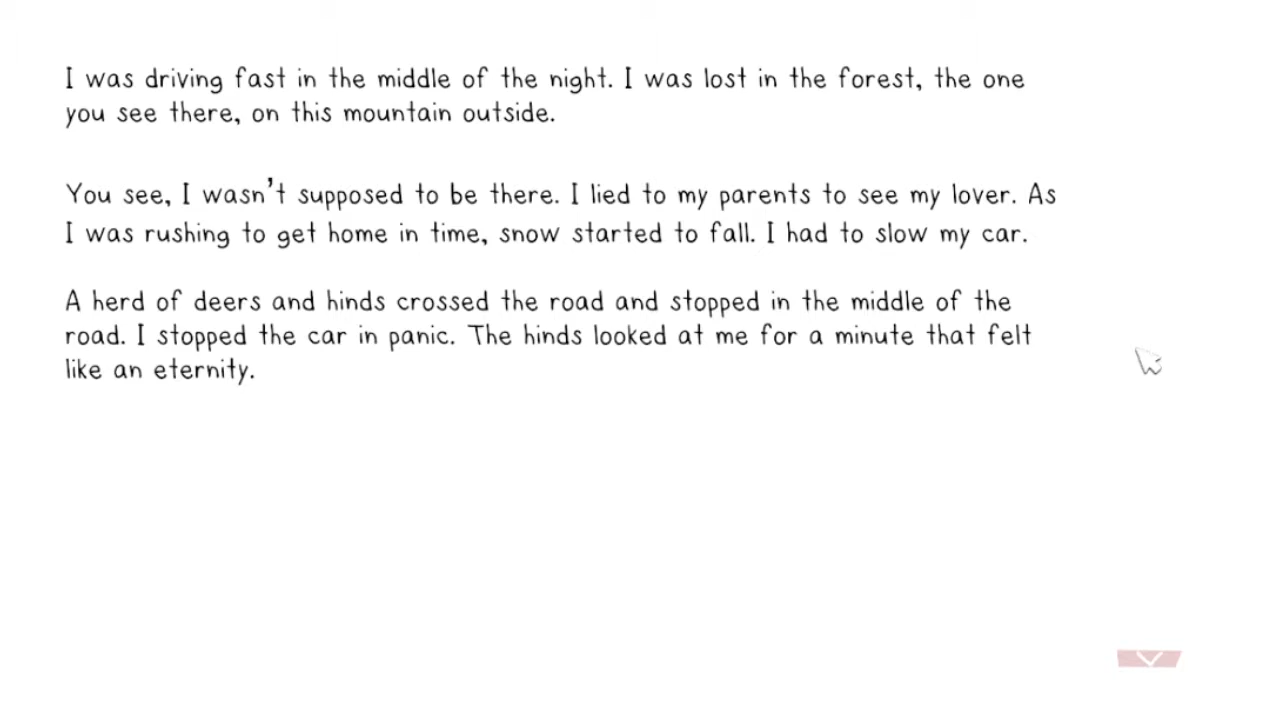 I was driving fast in the middle of the night. I was lost in the forest, the one
you see there, on this mountain outside.
You see, I wasn't supposed to be there. I lied to my parents to see my lover. As
I was rushing to get home in time, snow started to fall. I had to slow my car.
A herd of deers and hinds crossed the road and stopped in the middle of the
road. I stopped the car in panic. The hinds looked at me for a minute that felt
like an eternity.